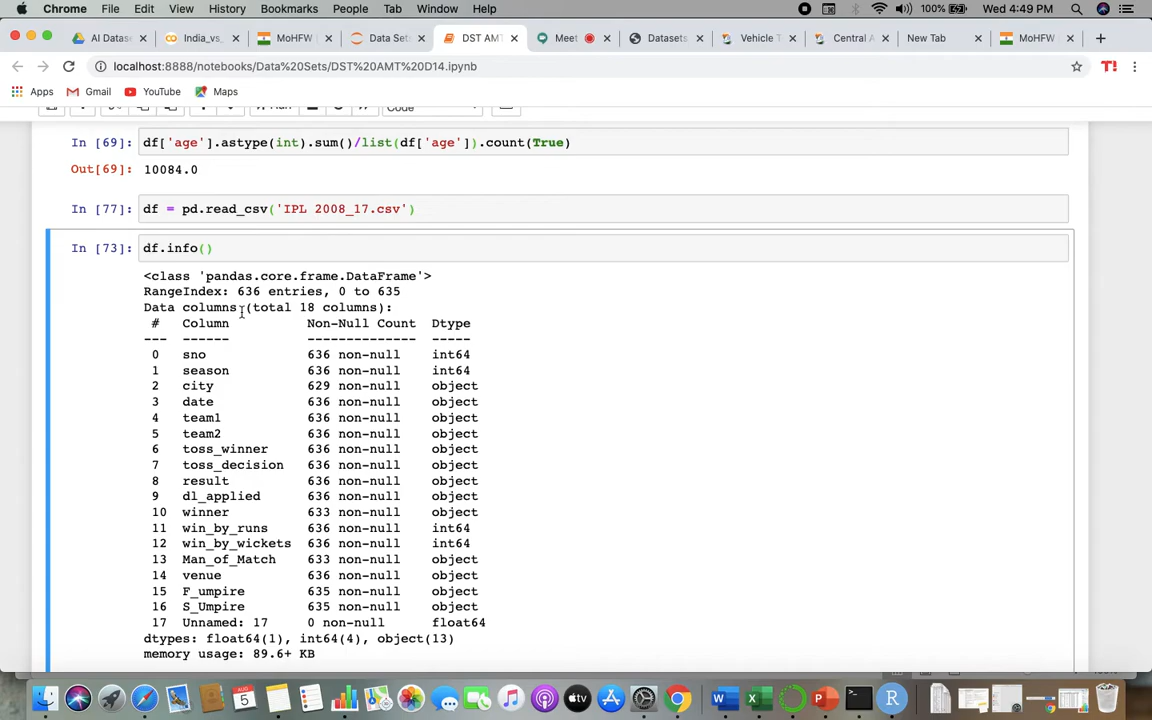 Chrome File Edit View History Bookmarks People Tab Window Help 100% Wed 4:49 PM
AI Datase India_vs_ MoHFW Data Set DST AMT Meet Datasets Vehicle T Central A New Tab MoHFW
localhost:8888/notebooks/Data%20Sets/DST%20AMT%20D14.ipynb
Apps Gmail YouTube Maps
Code
In [69]: df['age'].astype(int).sum()/list(df['age']).count(True)
Out[69]: 10084.0
In [77]: df = pd.read_csv('IPL 2008_17.csv')
In [73]: df.info()
<class 'pandas.core.frame.DataFrame'>
RangeIndex: 636 entries, 0 to 635
Data columns (total 18 columns):
# Column Non-Null Count Dtype
--- ------ -------------- -----
0 sno 636 non-null int64
1 season 636 non-null int64
2 city 629 non-null object
3 date 636 non-null object
4 team1 636 non-null object
5 team2 636 non-null object
6 toss_winner 636 non-null object
7 toss_decision 636 non-null object
8 result 636 non-null object
9 dl_applied 636 non-null object
10 winner 633 non-null object
11 win_by_runs 636 non-null int64
12 win_by_wickets 636 non-null int64
13 Man_of_Match 633 non-null object
14 venue 636 non-null object
15 F_umpire 635 non-null object
16 S_Umpire 635 non-null object
17 Unnamed: 17 0 non-null float64
dtypes: float64(1), int64(4), object(13)
memory usage: 89.6+ KB